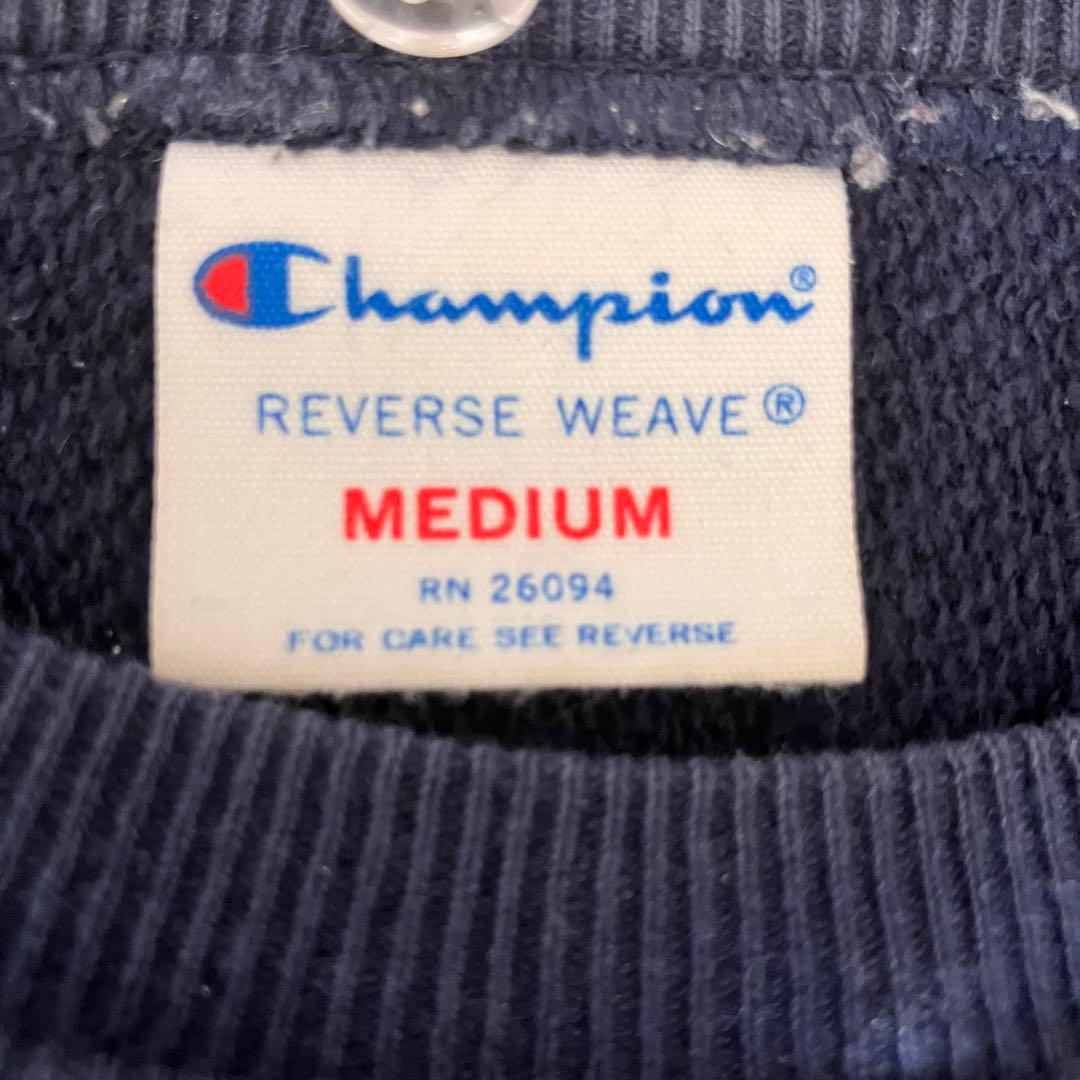 Champion®
REVERSE WEAVE®
MEDIUM
RN 26094
FOR CARE SEE REVERSE